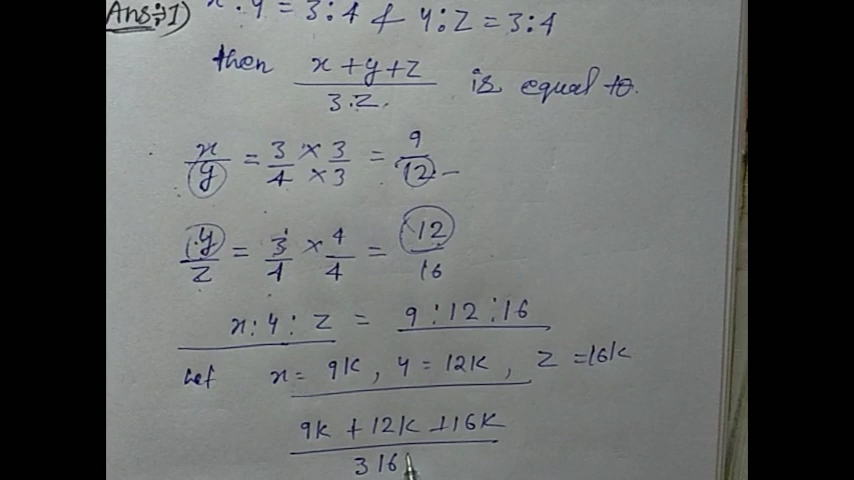 Ans:-1) x : y = 3:4 & y:z = 3:4
then x+y+z / 3.z. is equal to.
x/y = 3/4 × 3/× 3 = 9/12
y/z = 3/4 × 4/4 = 12/16
x : y : z = 9 : 12 : 16
Let x = 9K , y = 12K , z = 16K
9K + 12K + 16K / 3 16